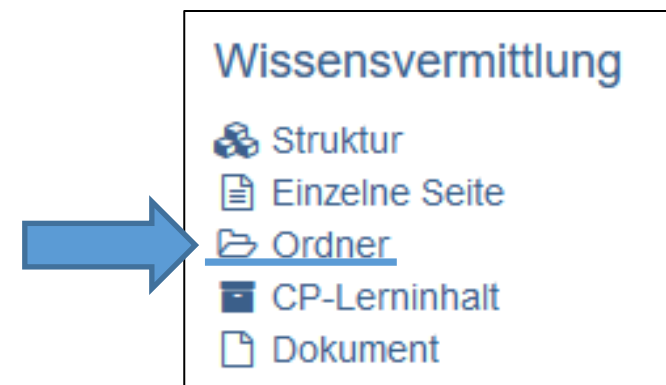 Wissensvermittlung
Struktur
Einzelne Seite
Ordner
CP-Lerninhalt
Dokument